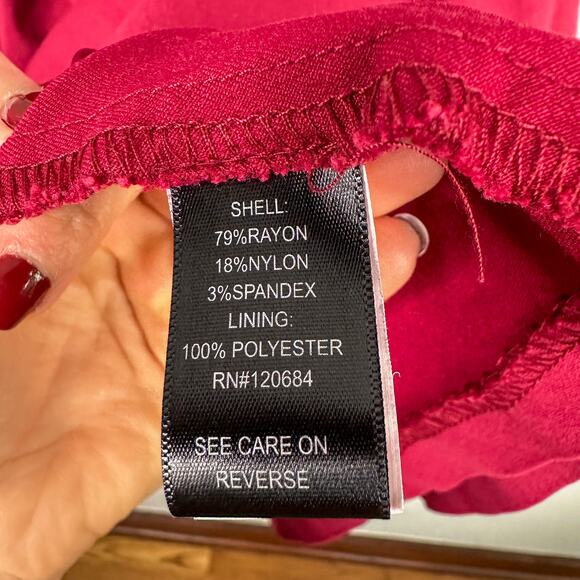 SHELL:
79%RAYON
18%NYLON
3%SPANDEX
LINING:
100% POLYESTER
RN#120684
SEE CARE ON
REVERSE